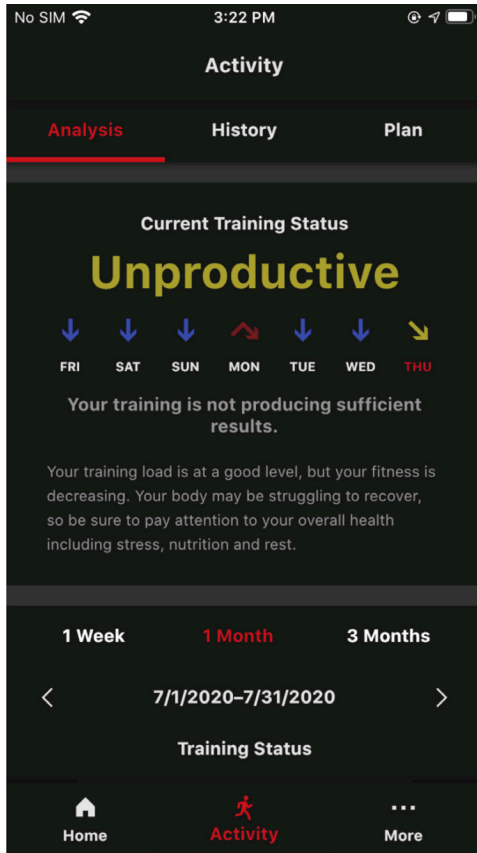 No SIM 3:22 PM
Activity
Analysis History Plan
Current Training Status
Unproductive
FRI SAT SUN MON TUE WED THU
Your training is not producing sufficient
results.
Your training load is at a good level, but your fitness is
decreasing. Your body may be struggling to recover,
so be sure to pay attention to your overall health
including stress, nutrition and rest.
1 Week 1 Month 3 Months
7/1/2020–7/31/2020
Training Status
Home Activity More